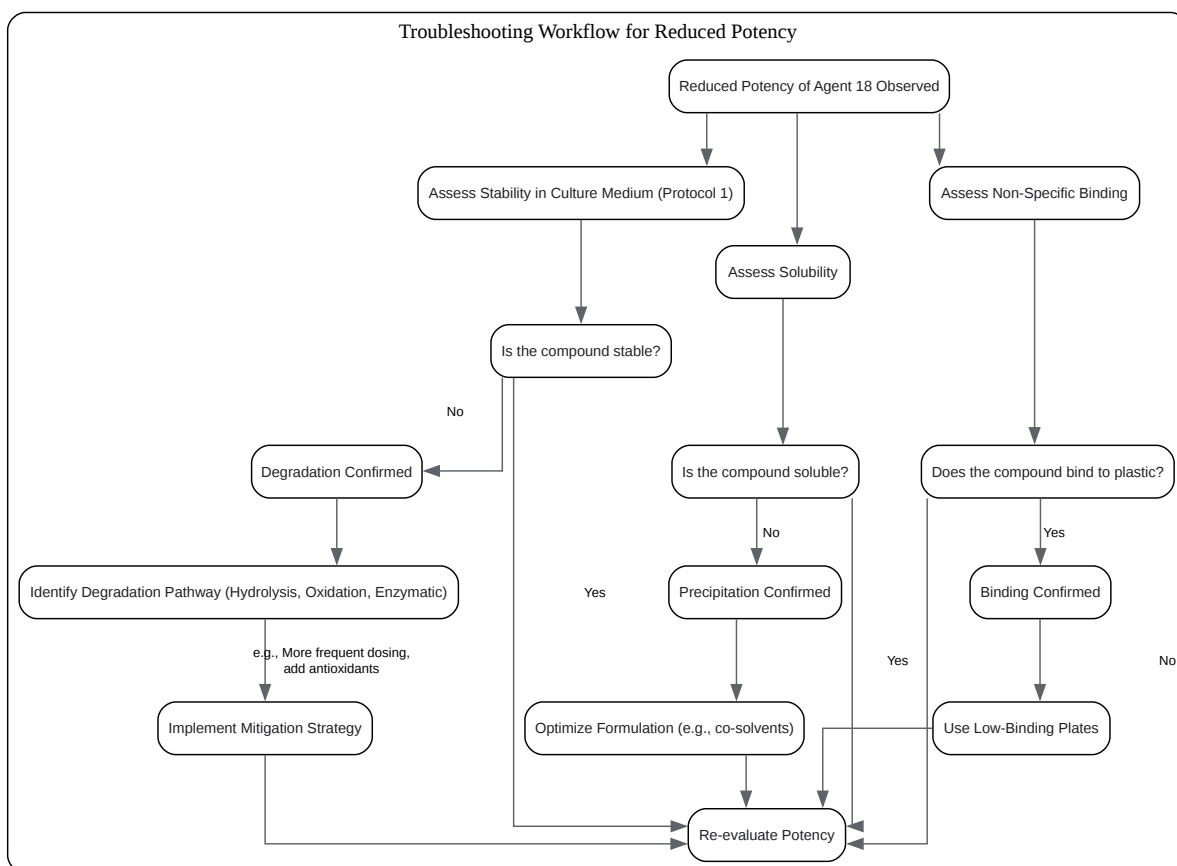 Troubleshooting Workflow for Reduced Potency
Reduced Potency of Agent 18 Observed
Assess Stability in Culture Medium (Protocol 1)
Assess Non-Specific Binding
Assess Solubility
Is the compound stable?
No
Degradation Confirmed
Is the compound soluble?
Does the compound bind to plastic?
No
Yes
Identify Degradation Pathway (Hydrolysis, Oxidation, Enzymatic)
Yes
Precipitation Confirmed
Binding Confirmed
e.g., More frequent dosing,
add antioxidants
Yes
No
Implement Mitigation Strategy
Optimize Formulation (e.g., co-solvents)
Use Low-Binding Plates
Re-evaluate Potency